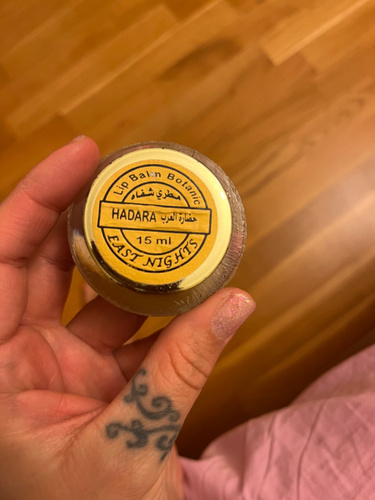 Lip Balm Botanic
مطري شفاه
HADARA حضارة العرب
15 ml
EAST NIGHTS